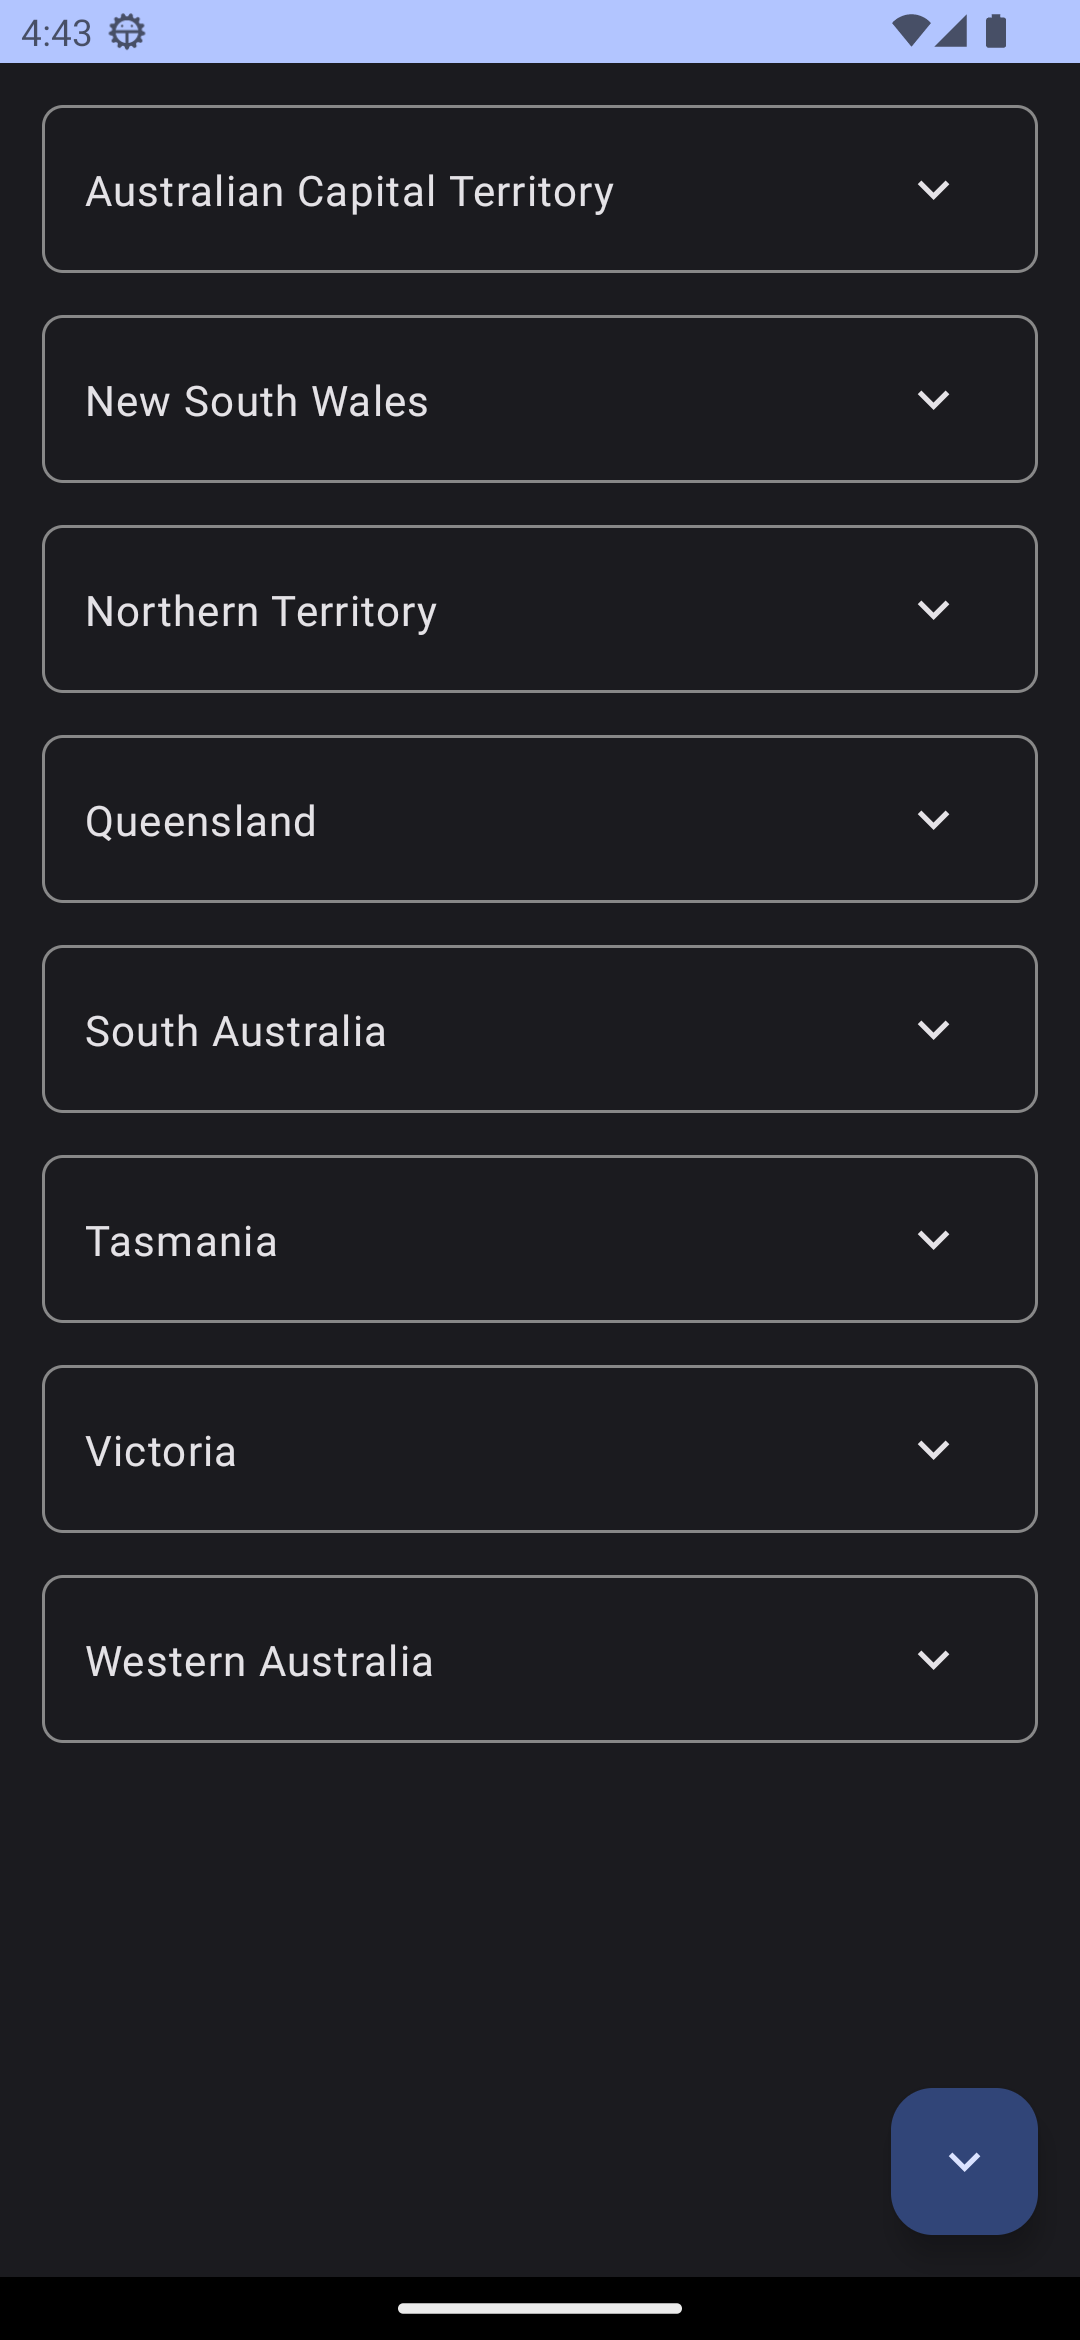 4:43
Australian Capital Territory
New South Wales
Northern Territory
Queensland
South Australia
Tasmania
Victoria
Western Australia